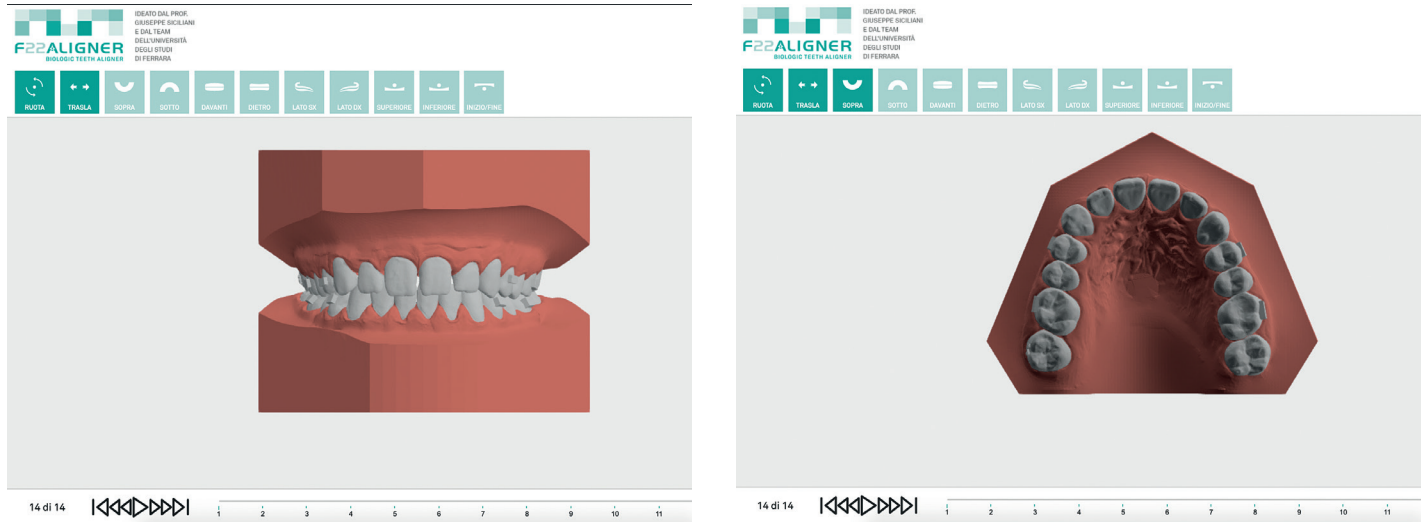 IDEATO DAL PROF.
GIUSEPPE SICILIANI
E DAL TEAM
DELL'UNIVERSITÀ
DEGLI STUDI
DI FERRARA
F22ALIGNER
BIOLOGIC TEETH ALIGNER
RUOTA
TRASLA
SOPRA
SOTTO
DAVANTI
DIETRO
LATO SX
LATO DX
SUPERIORE
INFERIORE
INIZIO/FINE
14 di 14
1 2 3 4 5 6 7 8 9 10 11
IDEATO DAL PROF.
GIUSEPPE SICILIANI
E DAL TEAM
DELL'UNIVERSITÀ
DEGLI STUDI
DI FERRARA
F22ALIGNER
BIOLOGIC TEETH ALIGNER
RUOTA
TRASLA
SOPRA
SOTTO
DAVANTI
DIETRO
LATO SX
LATO DX
SUPERIORE
INFERIORE
INIZIO/FINE
14 di 14
1 2 3 4 5 6 7 8 9 10 11